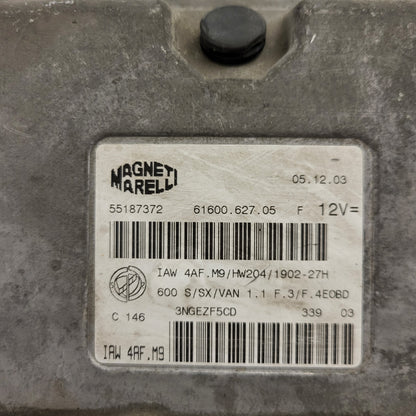 MAGNETI
MARELLI
05.12.03
55187372 61600.627.05 F 12V=
IAW 4AF.M9/HW204/1902-27H
600 S/SX/VAN 1.1 F.3/F.4EOBD
C 146 3NGEZF5CD 339 03
IAW 4AF.M9